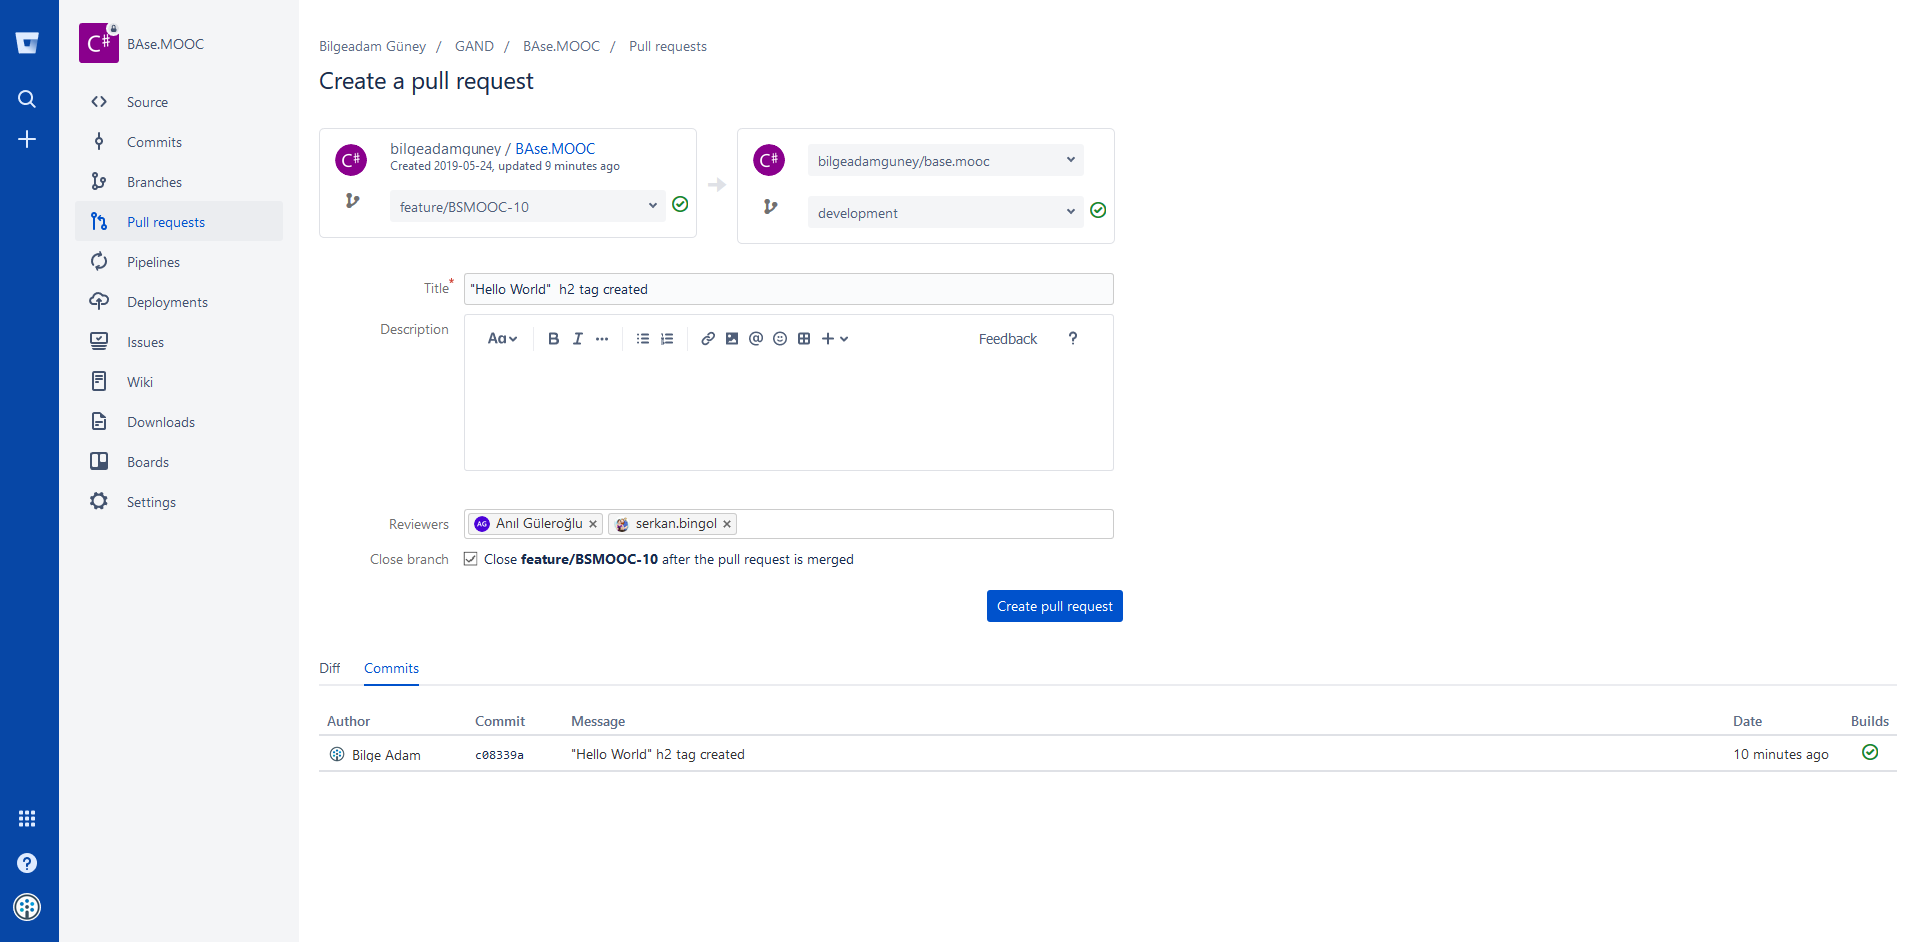 C#
BAse.MOOC
Source
Commits
Branches
Pull requests
Pipelines
Deployments
Issues
Wiki
Downloads
Boards
Settings
Bilgeadam Güney / GAND / BAse.MOOC / Pull requests
Create a pull request
C#
bilgeadamguney / BAse.MOOC
Created 2019-05-24, updated 9 minutes ago
feature/BSMOOC-10
C#
bilgeadamguney/base.mooc
development
Title*
"Hello World"  h2 tag created
Description
Aa B I ••• @ + Feedback ?
Reviewers
AG Anıl Güleroğlu × serkan.bingol ×
Close branch
Close feature/BSMOOC-10 after the pull request is merged
Create pull request
Diff Commits
Author Commit Message Date Builds
Bilge Adam c08339a "Hello World" h2 tag created 10 minutes ago
?